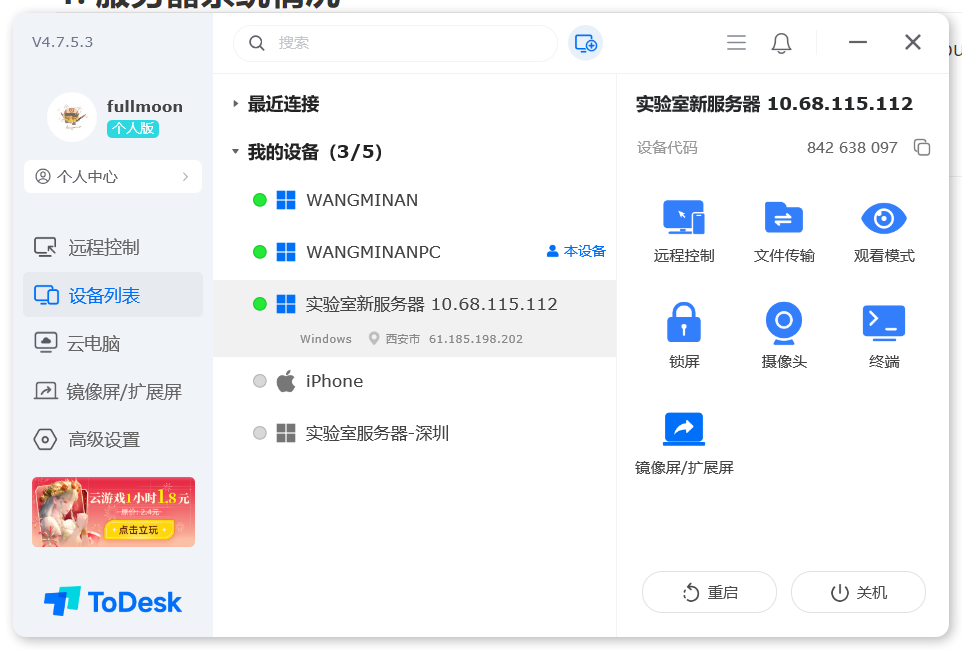 V4.7.5.3
fullmoon
个人版
个人中心
远程控制
设备列表
云电脑
镜像屏/扩展屏
高级设置
云游戏1小时1.8元
原价: 2.4元
点击立玩
ToDesk
搜索
最近连接
我的设备（3/5）
WANGMINAN
WANGMINANPC
本设备
实验室新服务器 10.68.115.112
Windows 西安市 61.185.198.202
iPhone
实验室服务器-深圳
实验室新服务器 10.68.115.112
设备代码 842 638 097
远程控制 文件传输 观看模式
锁屏 摄像头 终端
镜像屏/扩展屏
重启 关机